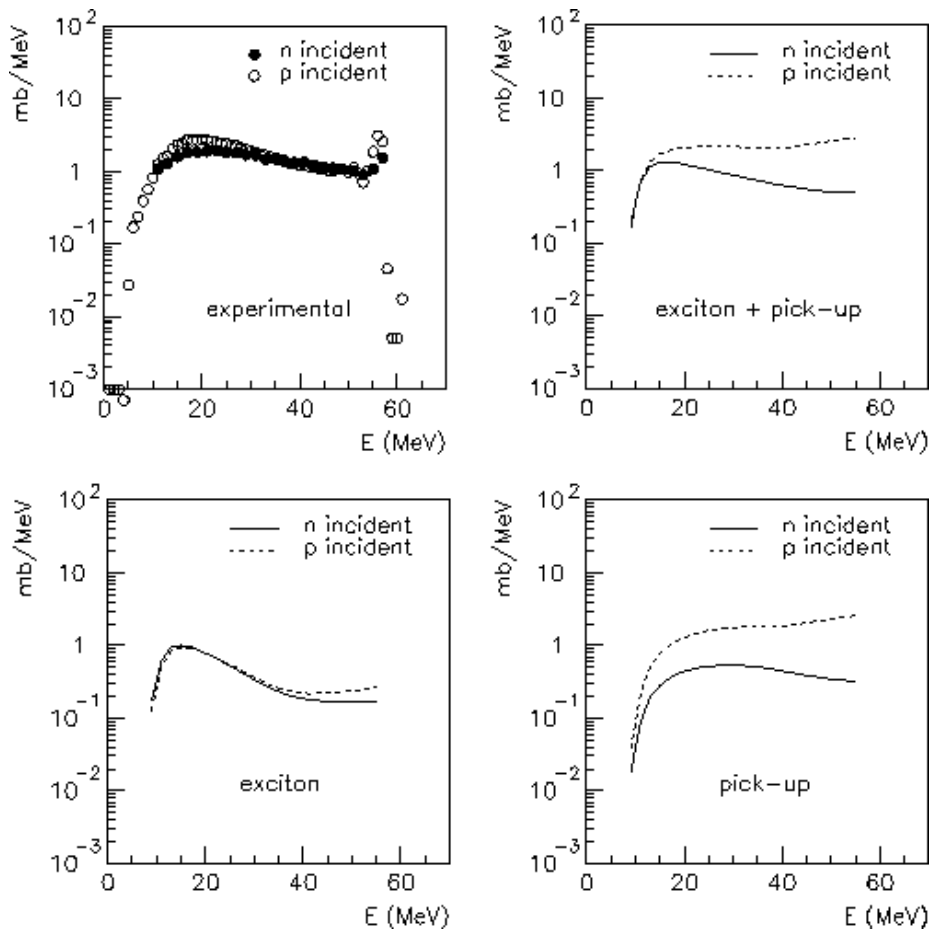 mb/MeV
10^2
10
1
10^-1
10^-2
10^-3
n incident
p incident
experimental
0
20
40
60
E (MeV)
mb/MeV
10^2
10
1
10^-1
10^-2
10^-3
n incident
p incident
exciton + pick-up
0
20
40
60
E (MeV)
mb/MeV
10^2
10
1
10^-1
10^-2
10^-3
n incident
p incident
exciton
0
20
40
60
E (MeV)
mb/MeV
10^2
10
1
10^-1
10^-2
10^-3
n incident
p incident
pick-up
0
20
40
60
E (MeV)